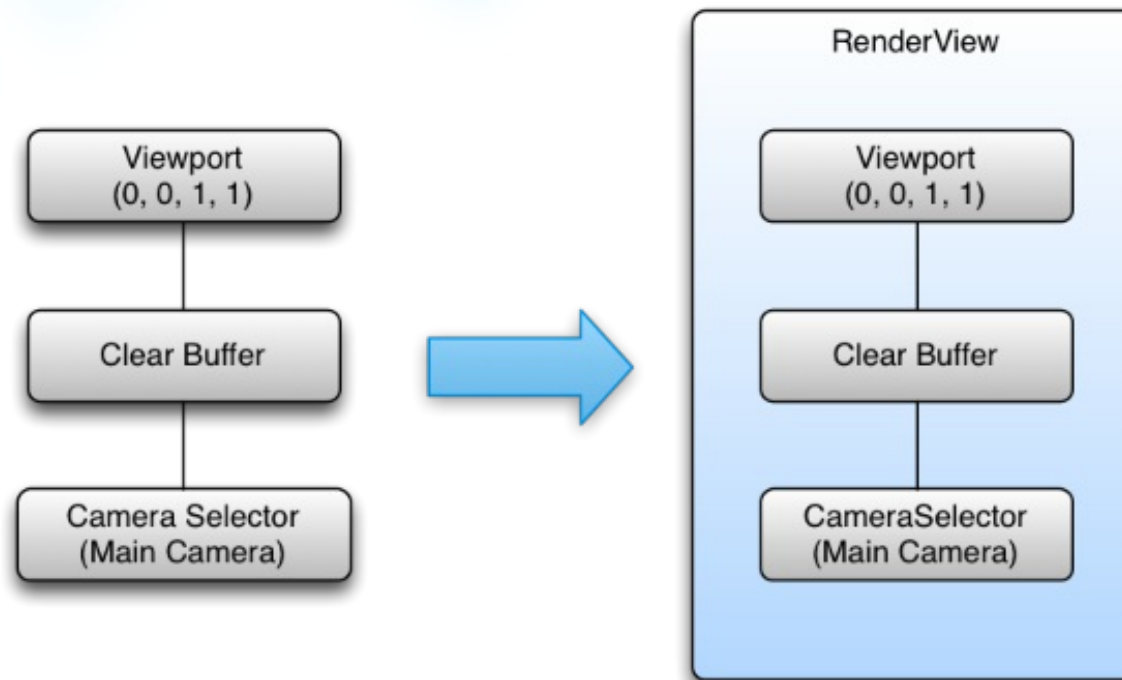 Viewport
(0, 0, 1, 1)
Clear Buffer
Camera Selector
(Main Camera)
RenderView
Viewport
(0, 0, 1, 1)
Clear Buffer
CameraSelector
(Main Camera)